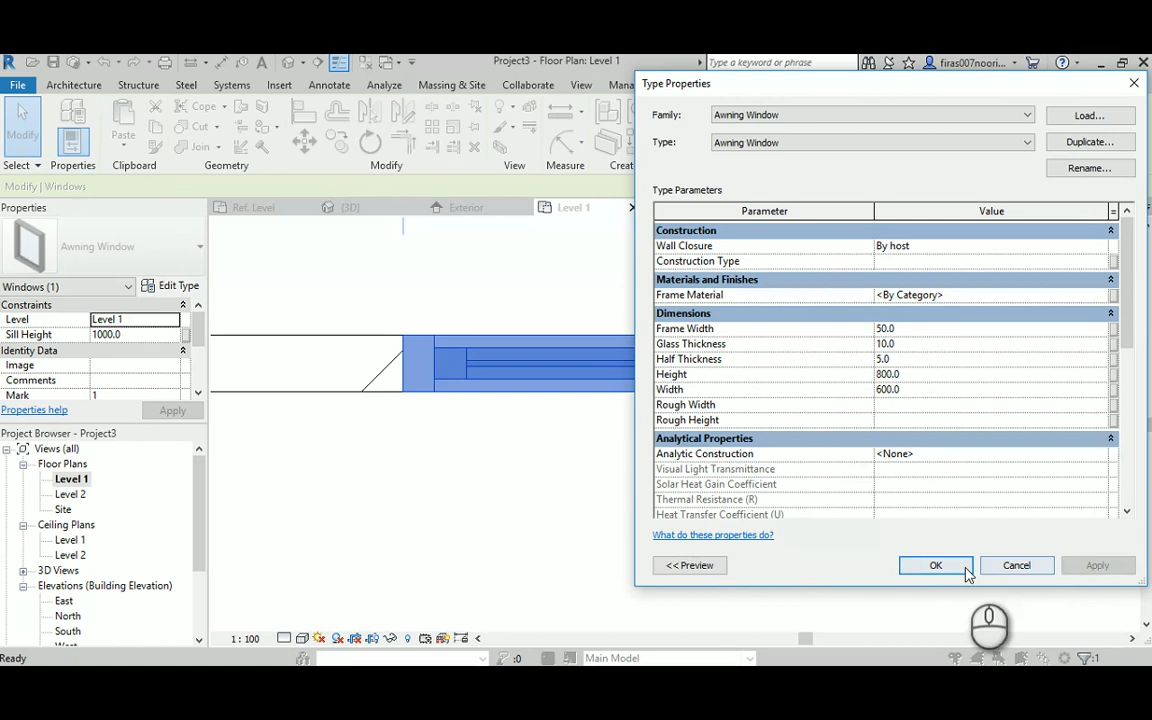 Project3 - Floor Plan: Level 1
Type a keyword or phrase
firas007noori...
File
Architecture
Structure
Steel
Systems
Insert
Annotate
Analyze
Massing & Site
Collaborate
View
Modify
Select
Properties
Paste
Clipboard
Cope
Cut
Join
Geometry
Modify
View
Measure
Modify | Windows
Properties
Awning Window
Windows (1)
Edit Type
Constraints
Level
Level 1
Sill Height
1000.0
Identity Data
Image
Comments
Mark
1
Properties help
Apply
Project Browser - Project3
Views (all)
Floor Plans
Level 1
Level 2
Site
Ceiling Plans
Level 1
Level 2
3D Views
Elevations (Building Elevation)
East
North
South
Ready
Ref. Level
{3D}
Exterior
Level 1
1 : 100
:0
Main Model
:1
Type Properties
Family:
Awning Window
Load...
Type:
Awning Window
Duplicate...
Rename...
Type Parameters
Parameter
Value
=
Construction
Wall Closure
By host
Construction Type
Materials and Finishes
Frame Material
<By Category>
Dimensions
Frame Width
50.0
Glass Thickness
10.0
Half Thickness
5.0
Height
800.0
Width
600.0
Rough Width
Rough Height
Analytical Properties
Analytic Construction
<None>
Visual Light Transmittance
Solar Heat Gain Coefficient
Thermal Resistance (R)
Heat Transfer Coefficient (U)
What do these properties do?
<< Preview
OK
Cancel
Apply